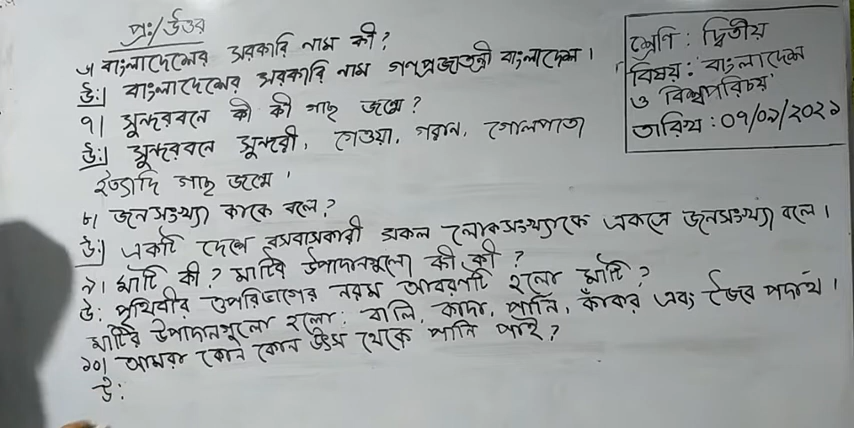 প্রঃ/উত্তর
৬। বাংলাদেশের সরকারি নাম কী?
উঃ। বাংলাদেশের সরকারি নাম গণপ্রজাতন্ত্রী বাংলাদেশ।
৭। সুন্দরবনে কী কী গাছ জন্মে?
উঃ। সুন্দরবনে সুন্দরী, গেওয়া, গরান, গোলপাতা
ইত্যাদি গাছ জন্মে।
৮। জনসংখ্যা কাকে বলে?
উঃ। একটি দেশে বসবাসকারী সকল লোকসংখ্যাকে একত্রে জনসংখ্যা বলে।
৯। মাটি কী? মাটির উপাদানগুলো কী কী?
উঃ পৃথিবীর উপরিভাগের নরম আবরণটি হলো মাটি?
মাটির উপাদানগুলো হলো: বালি, কাদা, পানি, কাঁকর এবং জৈব পদার্থ।
১০। আমরা কোন কোন উৎস থেকে পানি পাই?
উঃ
শ্রেণি: দ্বিতীয়
বিষয়: বাংলাদেশ
ও বিশ্বপরিচয়
তারিখ: ০৭/০৯/২০২১